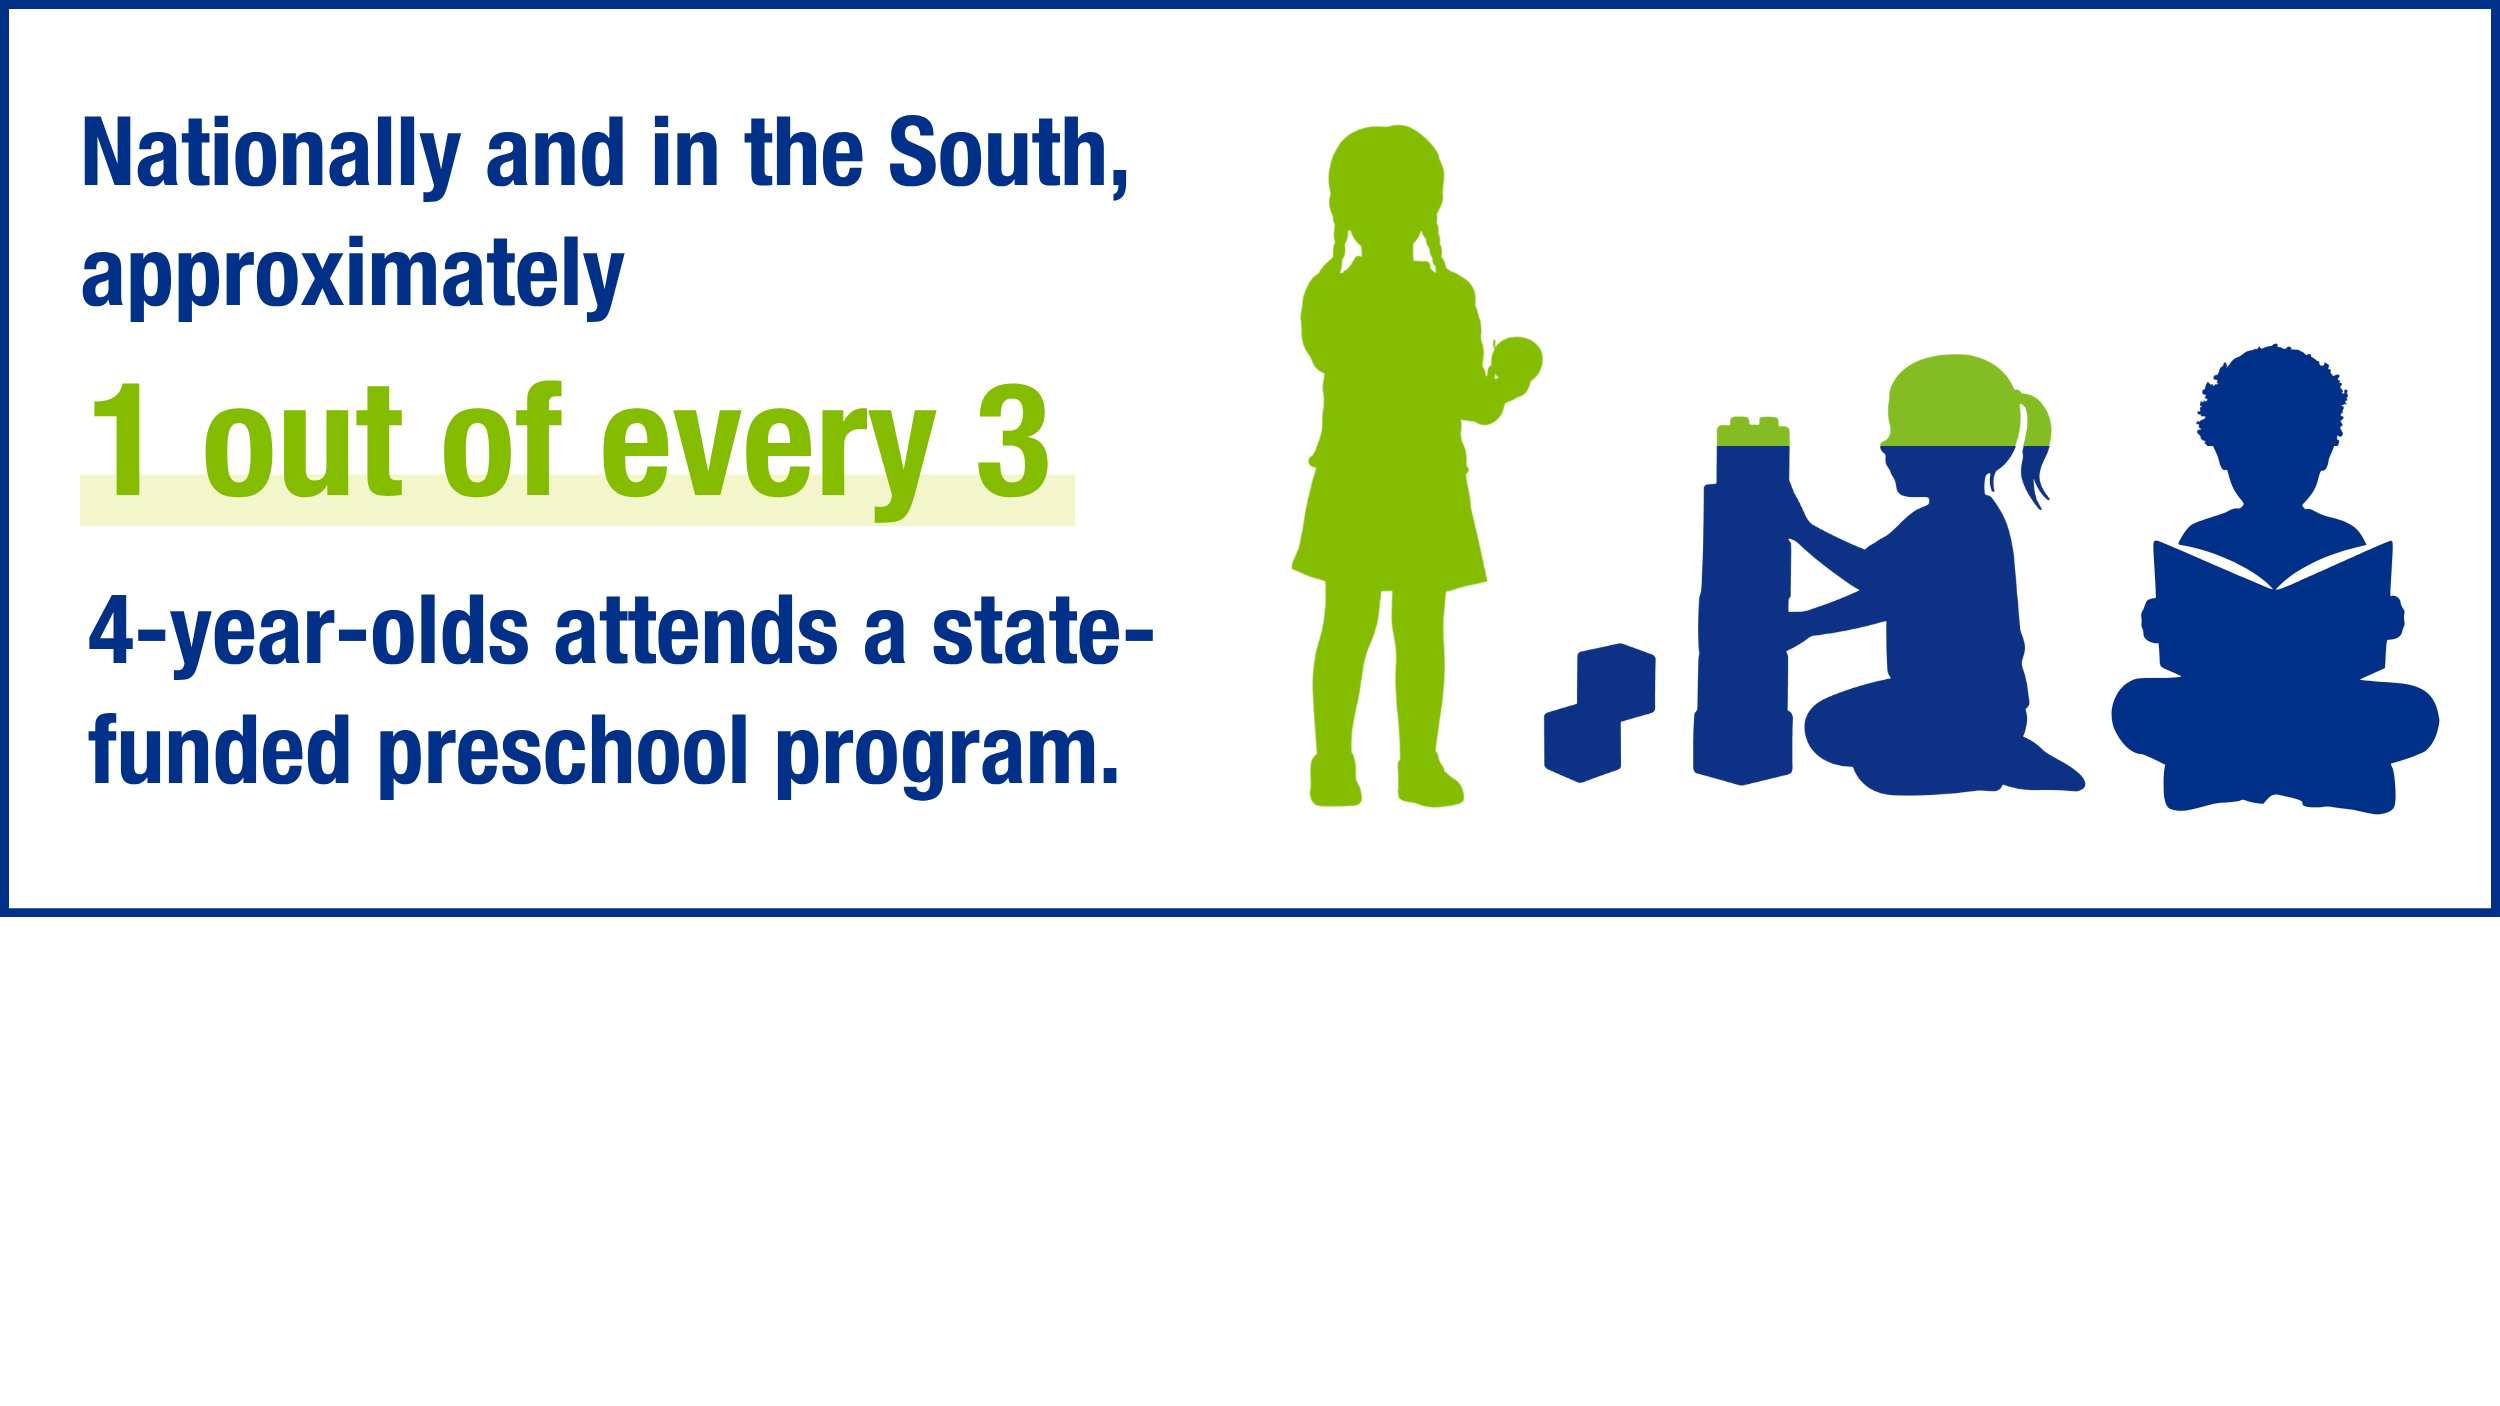 Nationally and in the South,
approximately
1 out of every 3
4-year-olds attends a state-
funded preschool program.